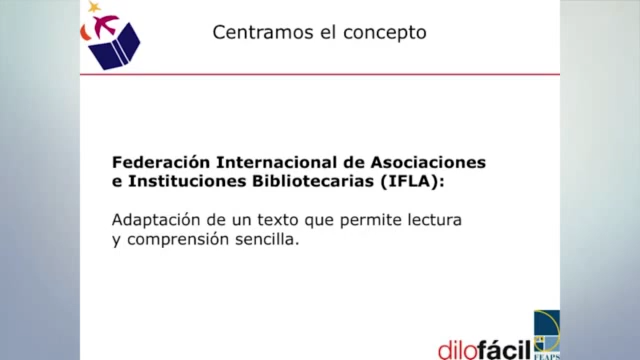 Centramos el concepto
Federación Internacional de Asociaciones
e Instituciones Bibliotecarias (IFLA):
Adaptación de un texto que permite lectura
y comprensión sencilla.
dilofácil
FEAPS